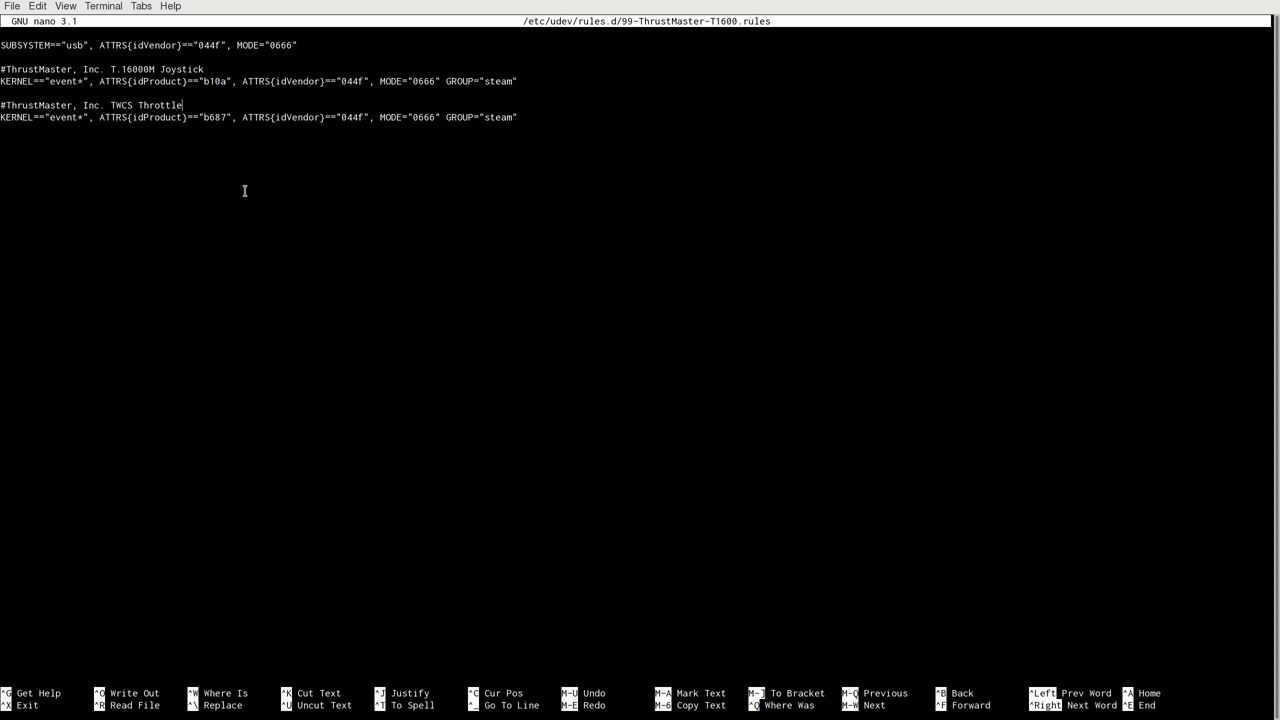 File Edit View Terminal Tabs Help
GNU nano 3.1 /etc/udev/rules.d/99-ThrustMaster-T1600.rules
SUBSYSTEM=="usb", ATTRS{idVendor}=="044f", MODE="0666"
#ThrustMaster, Inc. T.16000M Joystick
KERNEL=="event*", ATTRS{idProduct}=="b10a", ATTRS{idVendor}=="044f", MODE="0666" GROUP="steam"
#ThrustMaster, Inc. TWCS Throttle
KERNEL=="event*", ATTRS{idProduct}=="b687", ATTRS{idVendor}=="044f", MODE="0666" GROUP="steam"
^G Get Help ^O Write Out ^W Where Is ^K Cut Text ^J Justify ^C Cur Pos M-U Undo M-A Mark Text M-] To Bracket M-Q Previous ^B Back ^Left Prev Word ^A Home
^X Exit ^R Read File ^\ Replace ^U Uncut Text ^T To Spell ^_ Go To Line M-E Redo M-6 Copy Text ^Q Where Was M-W Next ^F Forward ^Right Next Word ^E End